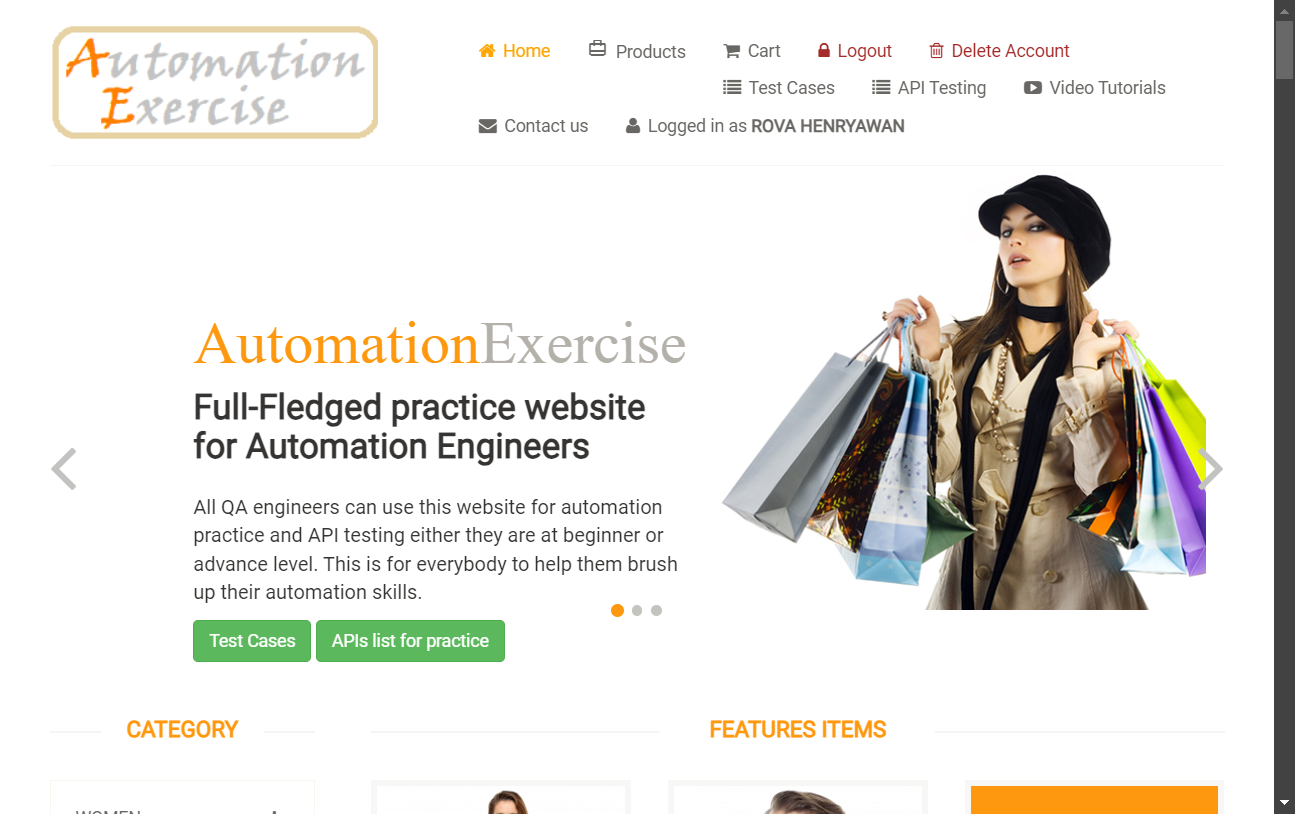 Automation
Exercise
Home Products Cart Logout Delete Account
Test Cases API Testing Video Tutorials
Contact us Logged in as ROVA HENRYAWAN
AutomationExercise
Full-Fledged practice website
for Automation Engineers
All QA engineers can use this website for automation
practice and API testing either they are at beginner or
advance level. This is for everybody to help them brush
up their automation skills.
Test Cases APIs list for practice
CATEGORY FEATURES ITEMS
WOMEN